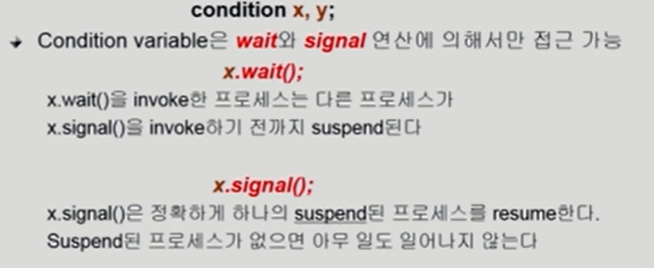 condition x, y;
Condition variable은 wait와 signal 연산에 의해서만 접근 가능
x.wait();
x.wait()을 invoke한 프로세스는 다른 프로세스가
x.signal()을 invoke하기 전까지 suspend된다
x.signal();
x.signal()은 정확하게 하나의 suspend된 프로세스를 resume한다.
Suspend된 프로세스가 없으면 아무 일도 일어나지 않는다